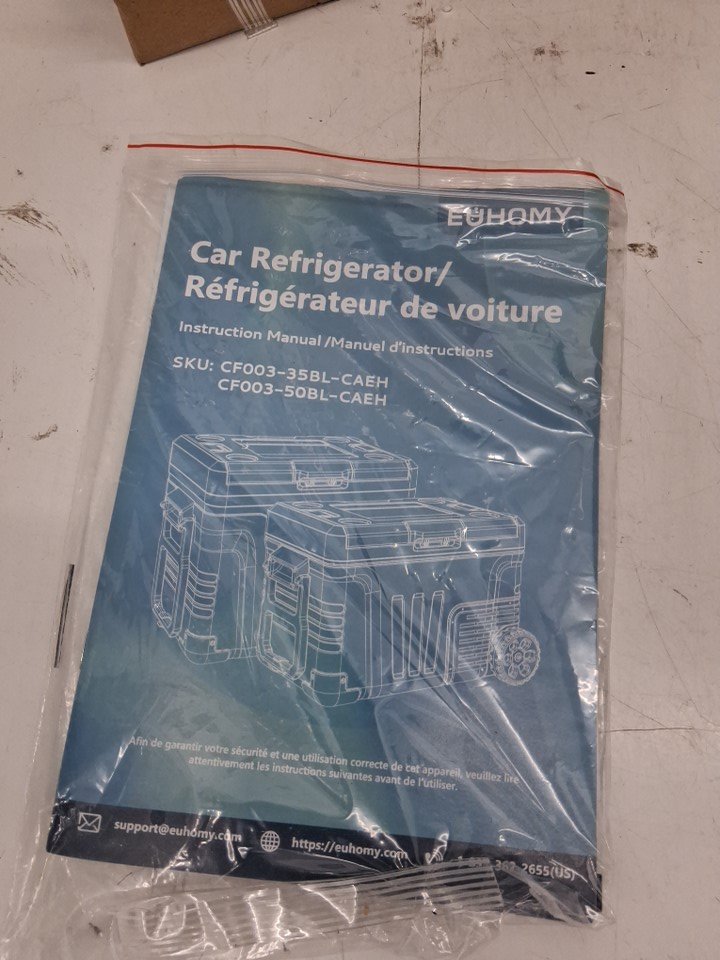 EUHOMY
Car Refrigerator/
Réfrigérateur de voiture
Instruction Manual /Manuel d'instructions
SKU: CF003-35BL-CAEH
CF003-50BL-CAEH
Afin de garantir votre sécurité et une utilisation correcte de cet appareil, veuillez lire
attentivement les instructions suivantes avant de l'utiliser.
support@euhomy.com
https://euhomy.com
2655(US)